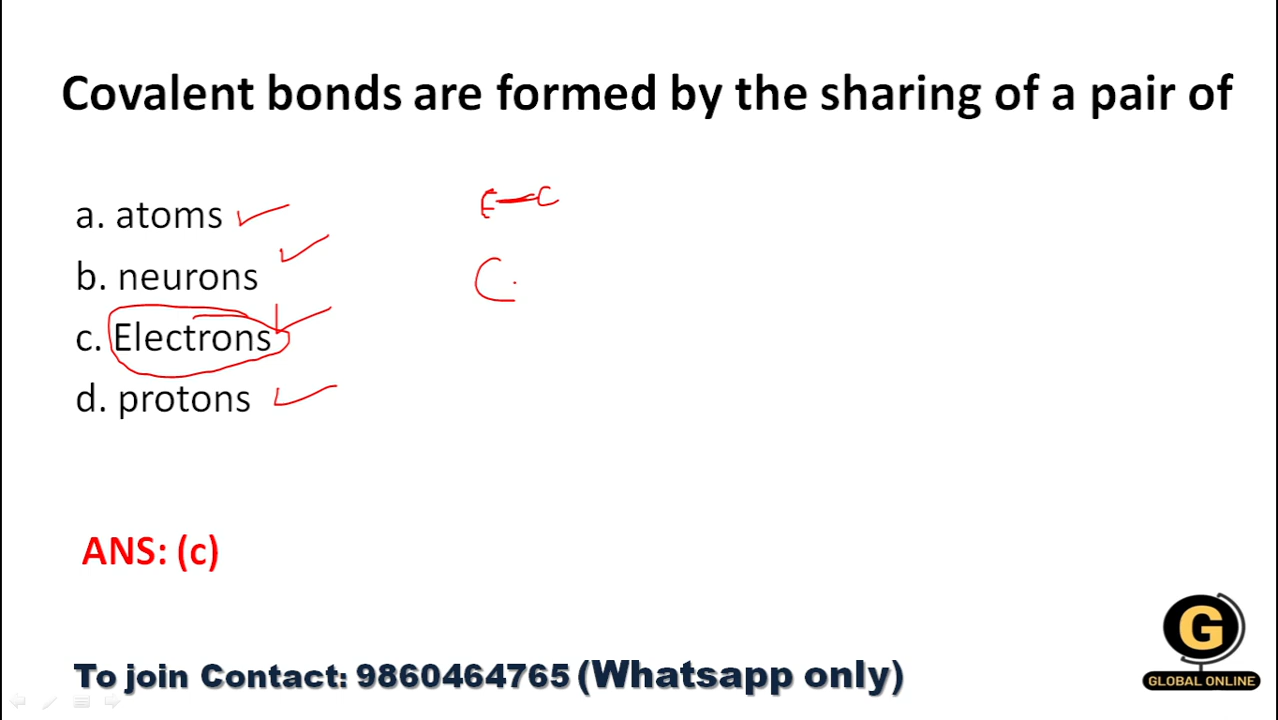 Covalent bonds are formed by the sharing of a pair of
a. atoms
b. neurons
c. Electrons
d. protons
ANS: (c)
To join Contact: 9860464765 (Whatsapp only)
G
GLOBAL ONLINE